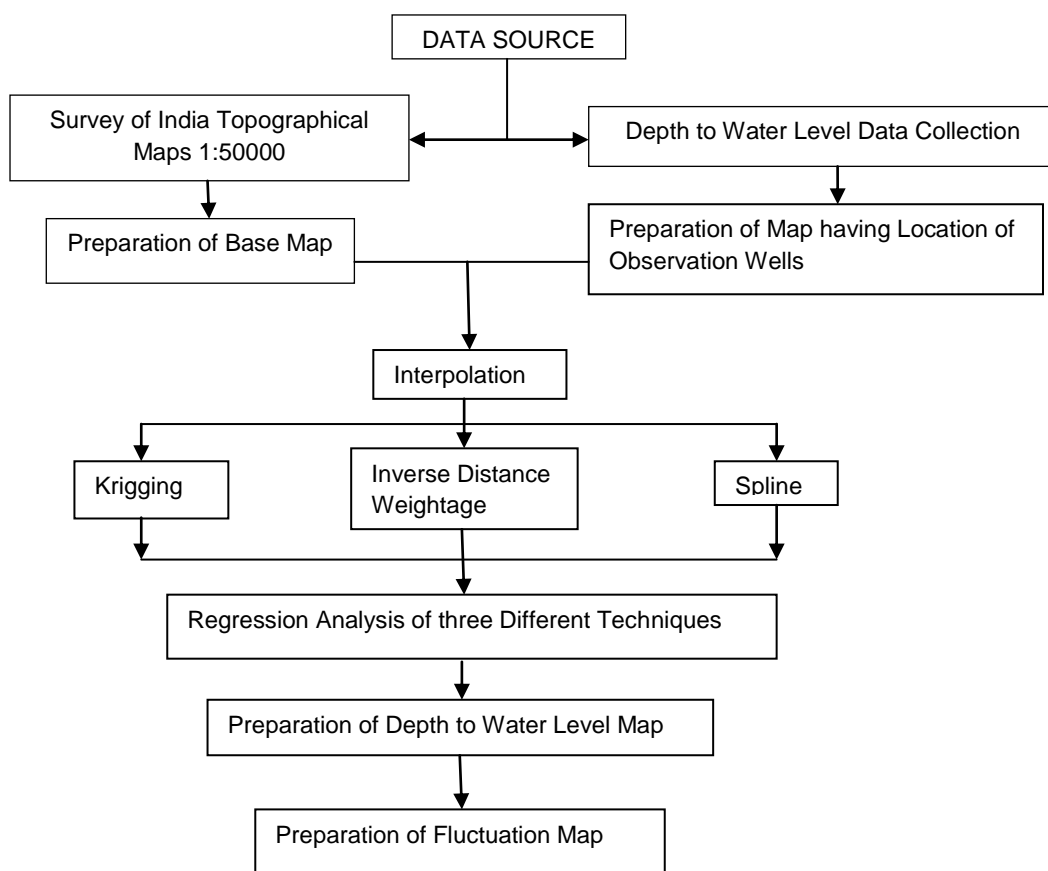 DATA SOURCE
Survey of India Topographical
Maps 1:50000
Depth to Water Level Data Collection
Preparation of Base Map
Preparation of Map having Location of
Observation Wells
Interpolation
Krigging
Inverse Distance
Weightage
Spline
Regression Analysis of three Different Techniques
Preparation of Depth to Water Level Map
Preparation of Fluctuation Map